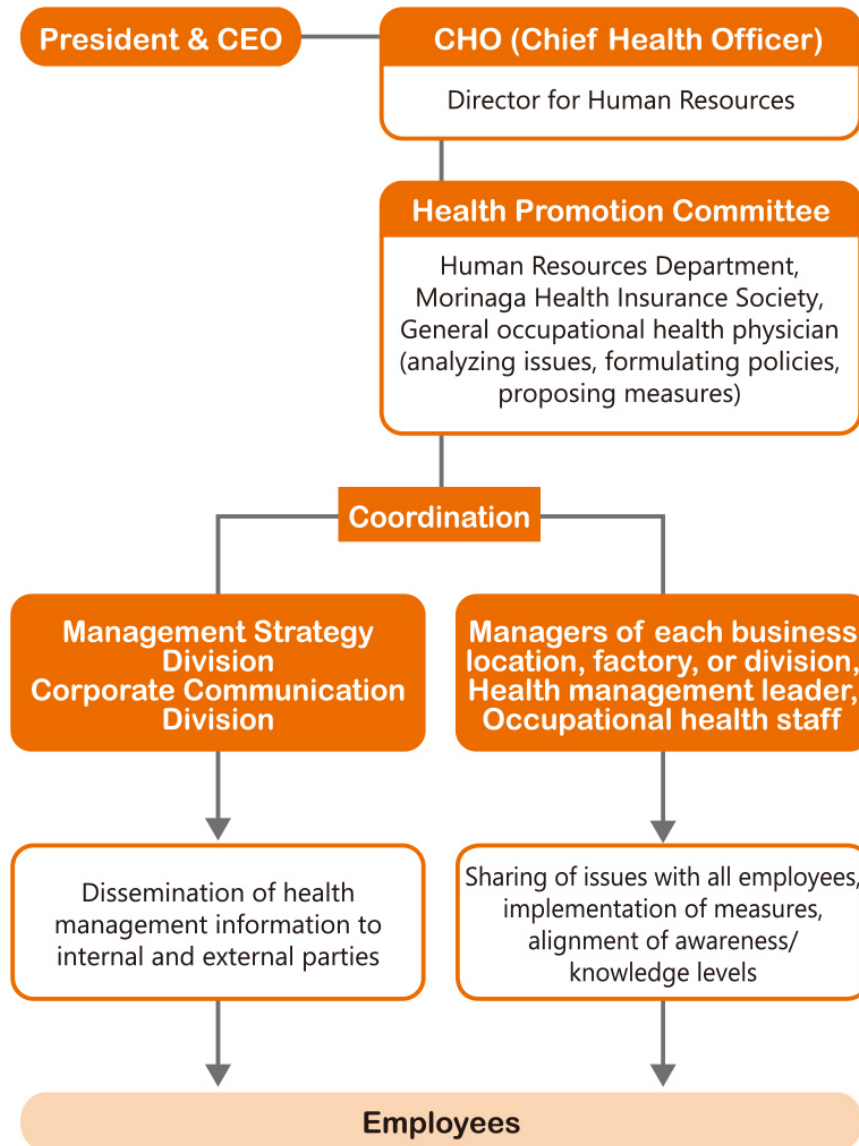 President & CEO
CHO (Chief Health Officer)
Director for Human Resources
Health Promotion Committee
Human Resources Department,
Morinaga Health Insurance Society,
General occupational health physician
(analyzing issues, formulating policies,
proposing measures)
Coordination
Management Strategy
Division
Corporate Communication
Division
Managers of each business
location, factory, or division,
Health management leader,
Occupational health staff
Dissemination of health
management information to
internal and external parties
Sharing of issues with all employees,
implementation of measures,
alignment of awareness/
knowledge levels
Employees